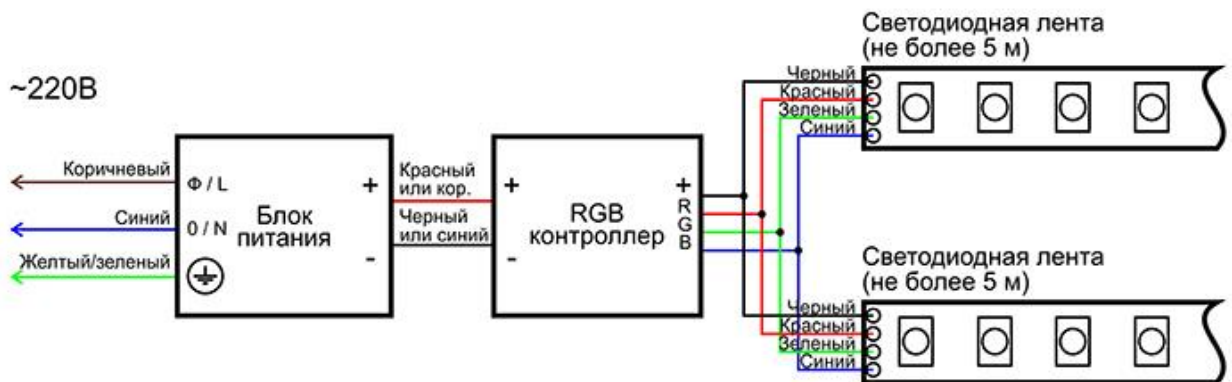 ~220В
Коричневый
Синий
Желтый/зеленый
Ф / L
0 / N
Блок
питания
+
-
Красный
или кор.
Черный
или синий
+
-
RGB
контроллер
+
R
G
B
Светодиодная лента
(не более 5 м)
Черный
Красный
Зеленый
Синий
Светодиодная лента
(не более 5 м)
Черный
Красный
Зеленый
Синий